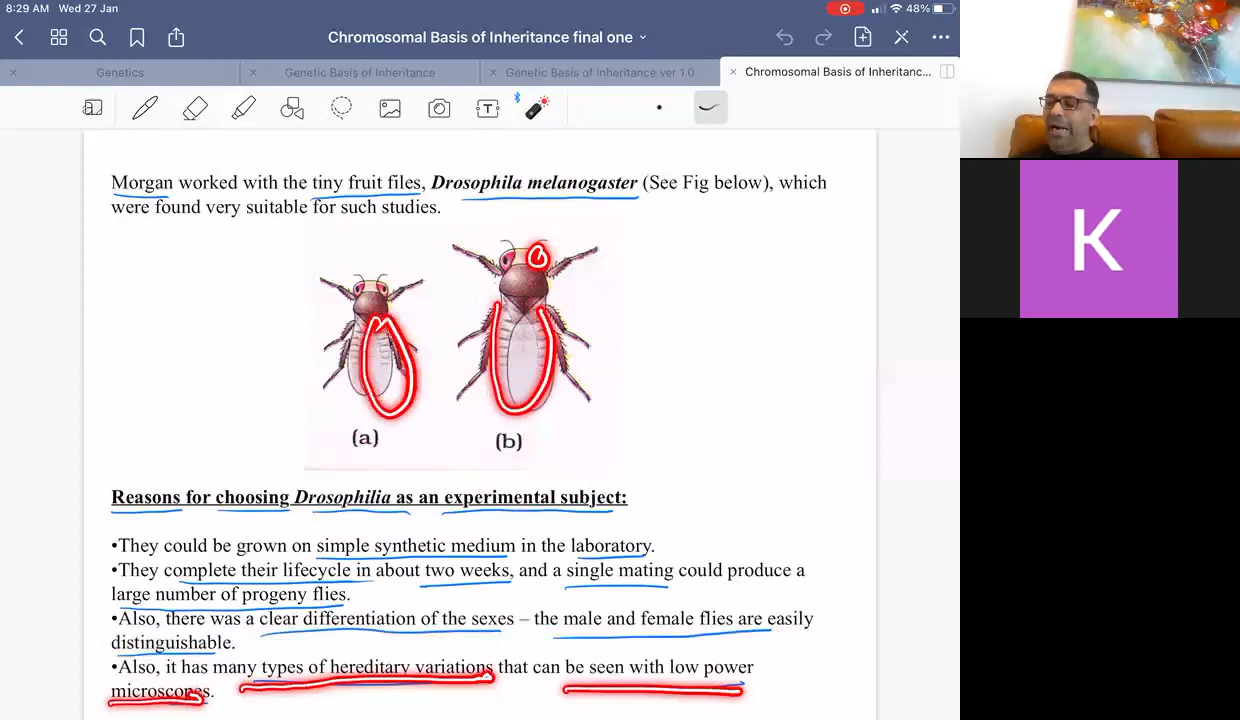 8:29 AM Wed 27 Jan
48%
Chromosomal Basis of Inheritance final one
Genetics
Genetic Basis of Inheritance
Genetic Basis of Inheritance ver 1.0
Chromosomal Basis of Inheritanc...
Morgan worked with the tiny fruit files, Drosophila melanogaster (See Fig below), which
were found very suitable for such studies.
(a)
(b)
Reasons for choosing Drosophilia as an experimental subject:
•They could be grown on simple synthetic medium in the laboratory.
•They complete their lifecycle in about two weeks, and a single mating could produce a
large number of progeny flies.
•Also, there was a clear differentiation of the sexes – the male and female flies are easily
distinguishable.
•Also, it has many types of hereditary variations that can be seen with low power
microscopes.
K